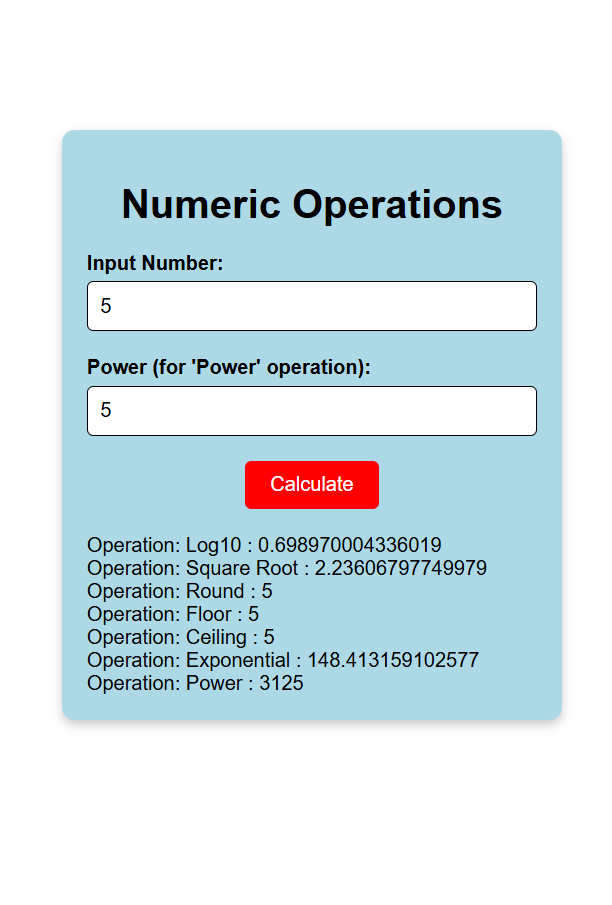 Numeric Operations
Input Number:
5
Power (for 'Power' operation):
5
Calculate
Operation: Log10 : 0.698970004336019
Operation: Square Root : 2.23606797749979
Operation: Round : 5
Operation: Floor : 5
Operation: Ceiling : 5
Operation: Exponential : 148.413159102577
Operation: Power : 3125